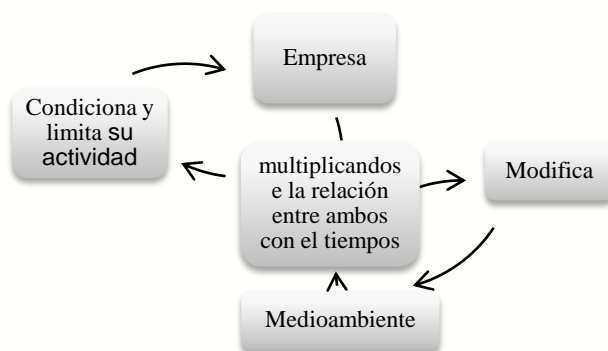 Empresa
Condiciona y
limita su
actividad
multiplicandos
e la relación
entre ambos
con el tiempos
Modifica
Medioambiente